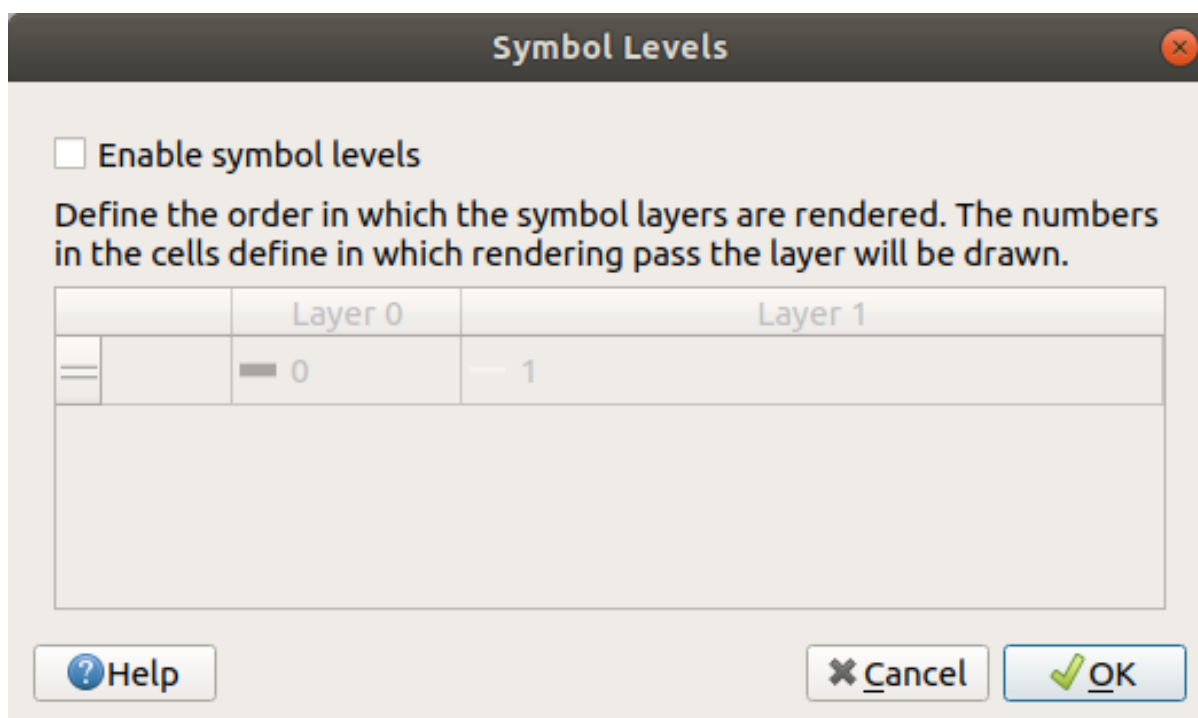 Symbol Levels
Enable symbol levels
Define the order in which the symbol layers are rendered. The numbers
in the cells define in which rendering pass the layer will be drawn.
Layer 0 Layer 1
0 1
Help Cancel OK